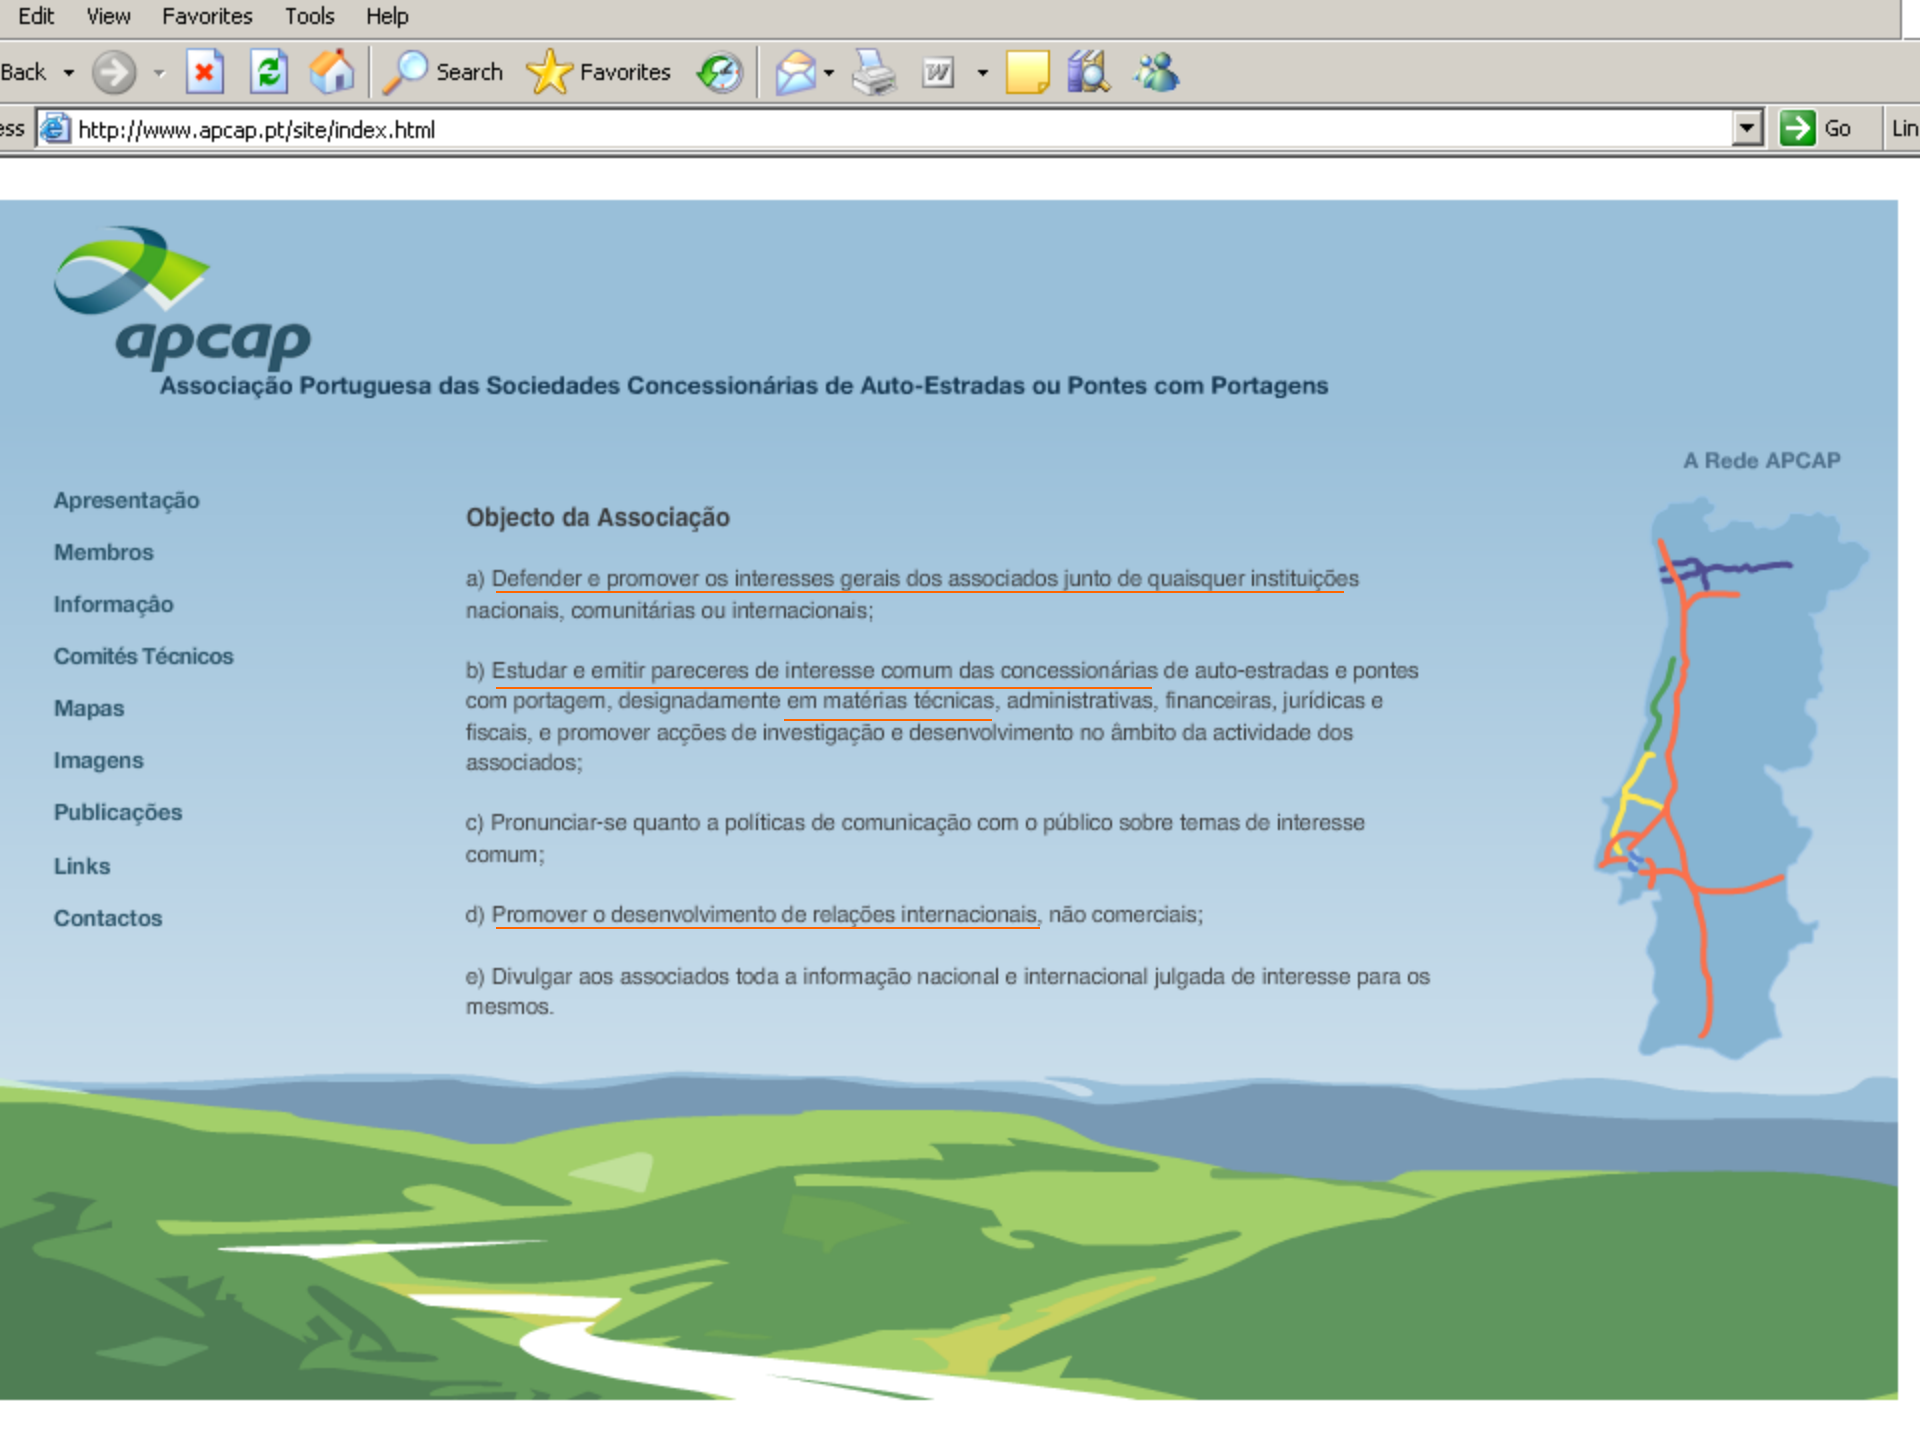 Edit View Favorites Tools Help
Back Search Favorites
ess http://www.apcap.pt/site/index.html Go Lin
apcap
Associação Portuguesa das Sociedades Concessionárias de Auto-Estradas ou Pontes com Portagens
A Rede APCAP
Apresentação
Membros
Informaçâo
Comités Técnicos
Mapas
Imagens
Publicações
Links
Contactos
Objecto da Associação
a) Defender e promover os interesses gerais dos associados junto de quaisquer instituições
nacionais, comunitárias ou internacionais;
b) Estudar e emitir pareceres de interesse comum das concessionárias de auto-estradas e pontes
com portagem, designadamente em matérias técnicas, administrativas, financeiras, jurídicas e
fiscais, e promover acções de investigação e desenvolvimento no âmbito da actividade dos
associados;
c) Pronunciar-se quanto a políticas de comunicação com o público sobre temas de interesse
comum;
d) Promover o desenvolvimento de relações internacionais, não comerciais;
e) Divulgar aos associados toda a informação nacional e internacional julgada de interesse para os
mesmos.